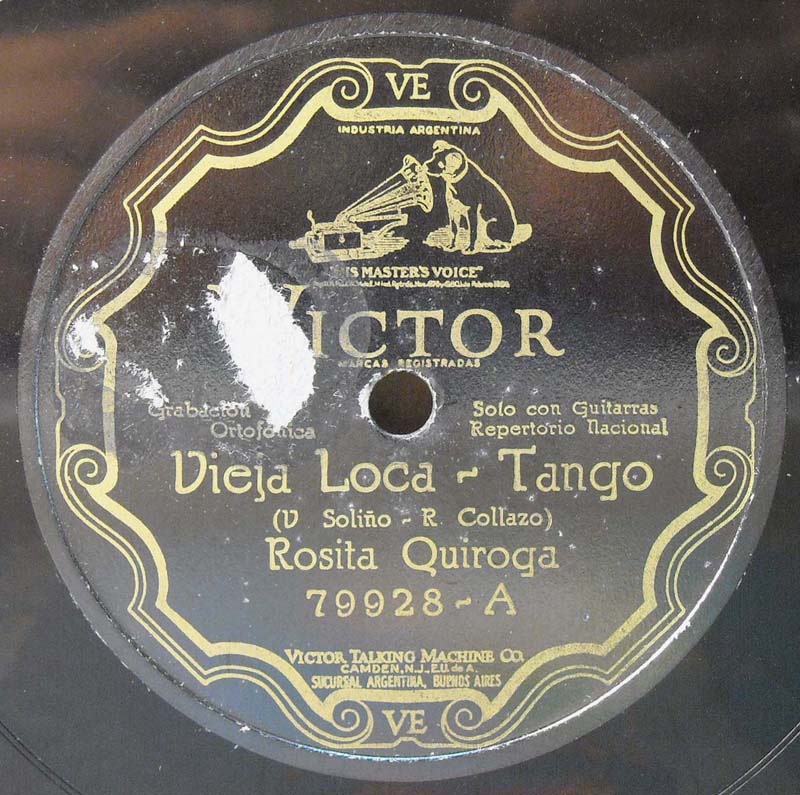 VE
INDUSTRIA ARGENTINA
IS MASTER'S VOICE"
VICTOR
MARCAS REGISTRADAS
Grabación Ortofónica
Solo con Guitarras
Repertorio Nacional
Vieja Loca - Tango
(V Soliño - R. Collazo)
Rosita Quiroga
79928 - A
VICTOR TALKING MACHINE CO.
CAMDEN, N.J., E.U. de A.
SUCURSAL ARGENTINA, BUENOS AIRES
VE